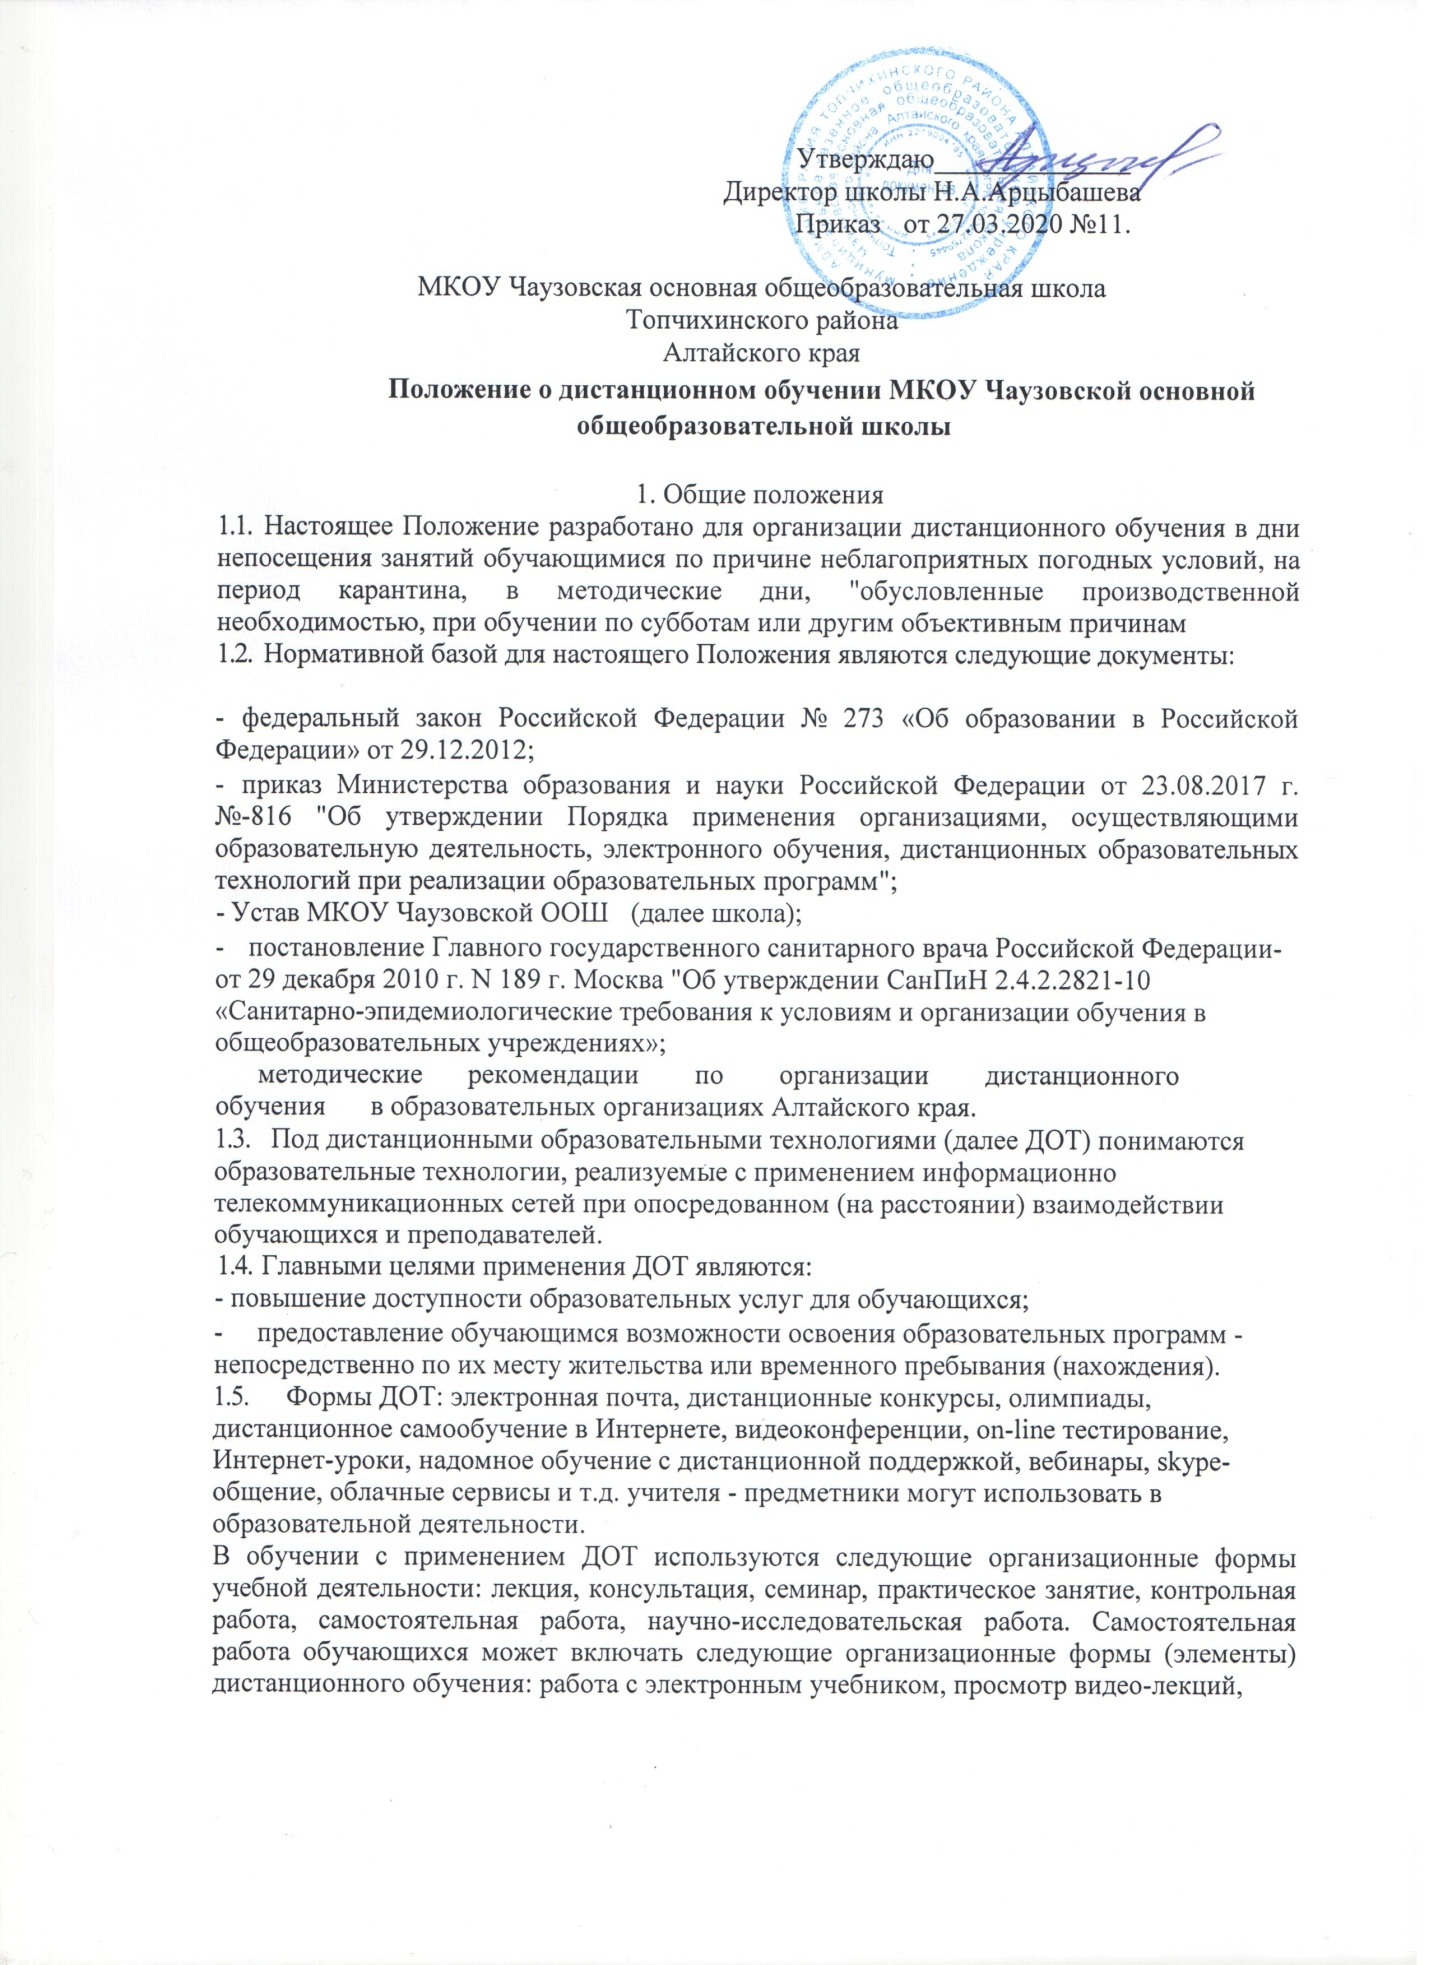 Утверждаю
Директор школы Н.А.Арцыбашева
Приказ от 27.03.2020 №11.
МКОУ Чаузовская основная общеобразовательная школа
Топчихинского района
Алтайского края
Положение о дистанционном обучении МКОУ Чаузовской основной
общеобразовательной школы
1. Общие положения
1.1. Настоящее Положение разработано для организации дистанционного обучения в дни
непосещения занятий обучающимися по причине неблагоприятных погодных условий, на
период карантина, в методические дни, "обусловленные производственной
необходимостью, при обучении по субботам или другим объективным причинам
1.2. Нормативной базой для настоящего Положения являются следующие документы:
- федеральный закон Российской Федерации № 273 «Об образовании в Российской
Федерации» от 29.12.2012;
- приказ Министерства образования и науки Российской Федерации от 23.08.2017 г.
№-816 "Об утверждении Порядка применения организациями, осуществляющими
образовательную деятельность, электронного обучения, дистанционных образовательных
технологий при реализации образовательных программ";
- Устав МКОУ Чаузовской ООШ (далее школа);
- постановление Главного государственного санитарного врача Российской Федерации-
от 29 декабря 2010 г. N 189 г. Москва "Об утверждении СанПиН 2.4.2.2821-10
«Санитарно-эпидемиологические требования к условиям и организации обучения в
общеобразовательных учреждениях»;
методические рекомендации по организации дистанционного
обучения в образовательных организациях Алтайского края.
1.3. Под дистанционными образовательными технологиями (далее ДОТ) понимаются
образовательные технологии, реализуемые с применением информационно
телекоммуникационных сетей при опосредованном (на расстоянии) взаимодействии
обучающихся и преподавателей.
1.4. Главными целями применения ДОТ являются:
- повышение доступности образовательных услуг для обучающихся;
- предоставление обучающимся возможности освоения образовательных программ -
непосредственно по их месту жительства или временного пребывания (нахождения).
1.5. Формы ДОТ: электронная почта, дистанционные конкурсы, олимпиады,
дистанционное самообучение в Интернете, видеоконференции, on-line тестирование,
Интернет-уроки, надомное обучение с дистанционной поддержкой, вебинары, skype-
общение, облачные сервисы и т.д. учителя - предметники могут использовать в
образовательной деятельности.
В обучении с применением ДОТ используются следующие организационные формы
учебной деятельности: лекция, консультация, семинар, практическое занятие, контрольная
работа, самостоятельная работа, научно-исследовательская работа. Самостоятельная
работа обучающихся может включать следующие организационные формы (элементы)
дистанционного обучения: работа с электронным учебником, просмотр видео-лекций,